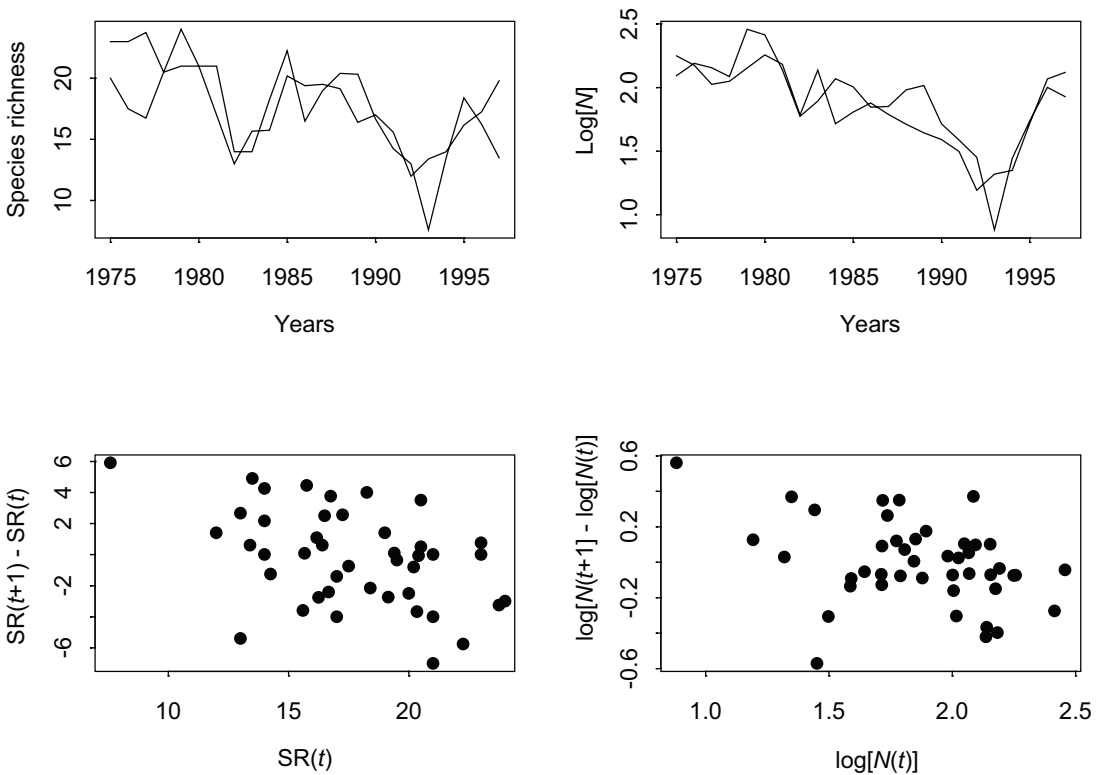 Species richness
20
15
10
1975 1980 1985 1990 1995
Years
Log[N]
2.5
2.0
1.5
1.0
1975 1980 1985 1990 1995
Years
SR(t+1) - SR(t)
6
4
2
-2
-6
10 15 20
SR(t)
log[N(t+1] - log[N(t)]
0.6
0.2
-0.2
-0.6
1.0 1.5 2.0 2.5
log[N(t)]